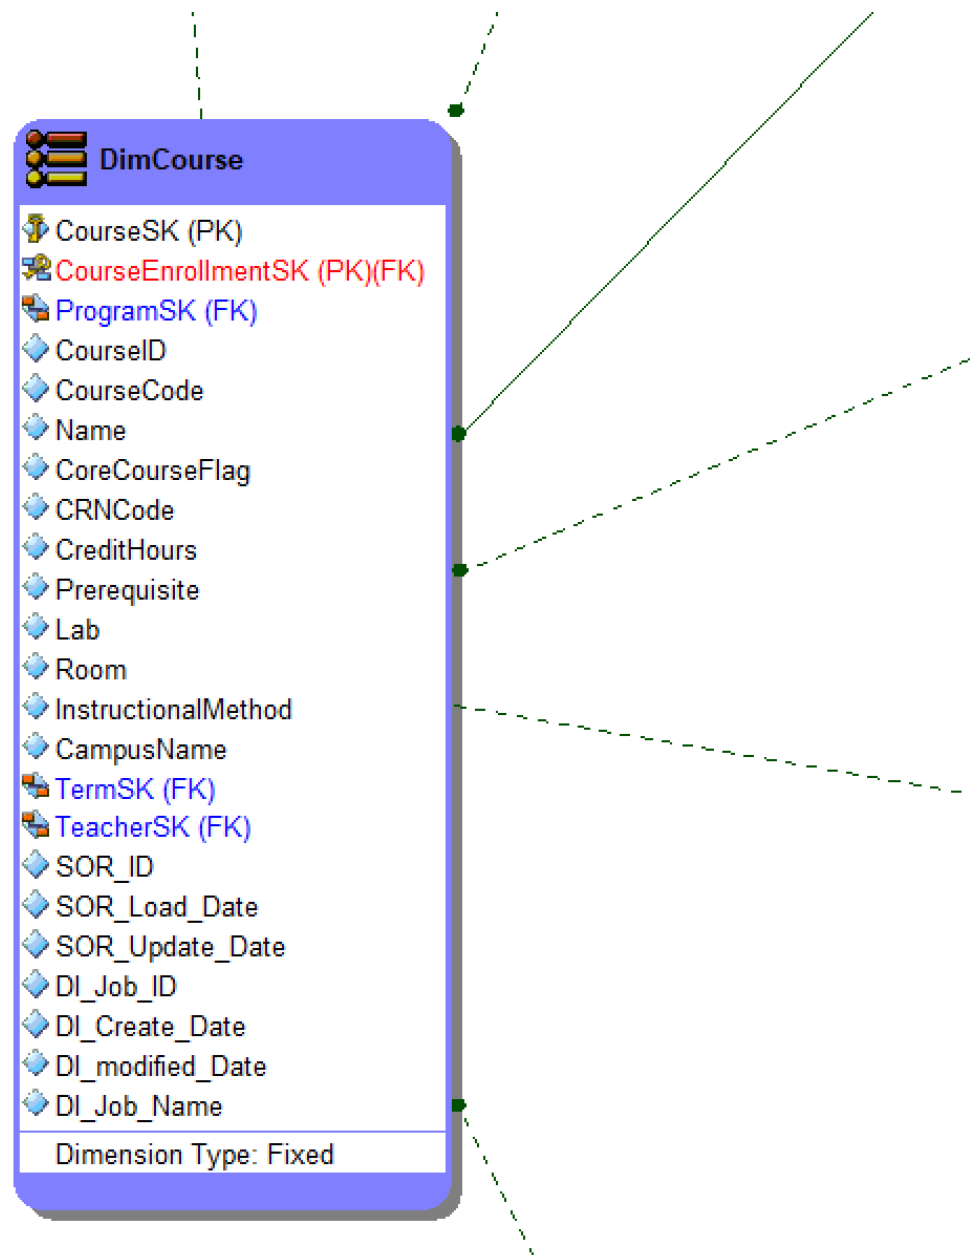 DimCourse
CourseSK (PK)
CourseEnrollmentSK (PK)(FK)
ProgramSK (FK)
CourseID
CourseCode
Name
CoreCourseFlag
CRNCode
CreditHours
Prerequisite
Lab
Room
InstructionalMethod
CampusName
TermSK (FK)
TeacherSK (FK)
SOR_ID
SOR_Load_Date
SOR_Update_Date
DI_Job_ID
DI_Create_Date
DI_modified_Date
DI_Job_Name
Dimension Type: Fixed